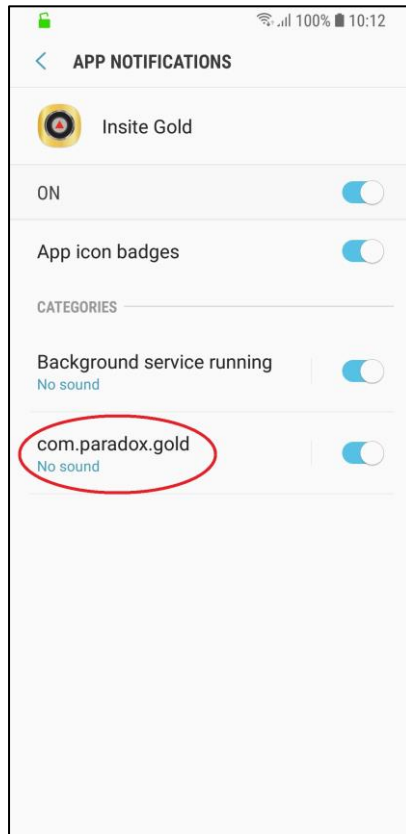 100% 10:12
APP NOTIFICATIONS
Insite Gold
ON
App icon badges
CATEGORIES
Background service running
No sound
com.paradox.gold
No sound